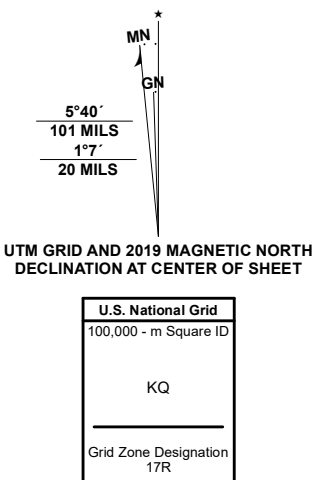 ★
MN
GN
5°40´
101 MILS
1°7´
20 MILS
UTM GRID AND 2019 MAGNETIC NORTH
DECLINATION AT CENTER OF SHEET
U.S. National Grid
100,000 - m Square ID
KQ
Grid Zone Designation
17R